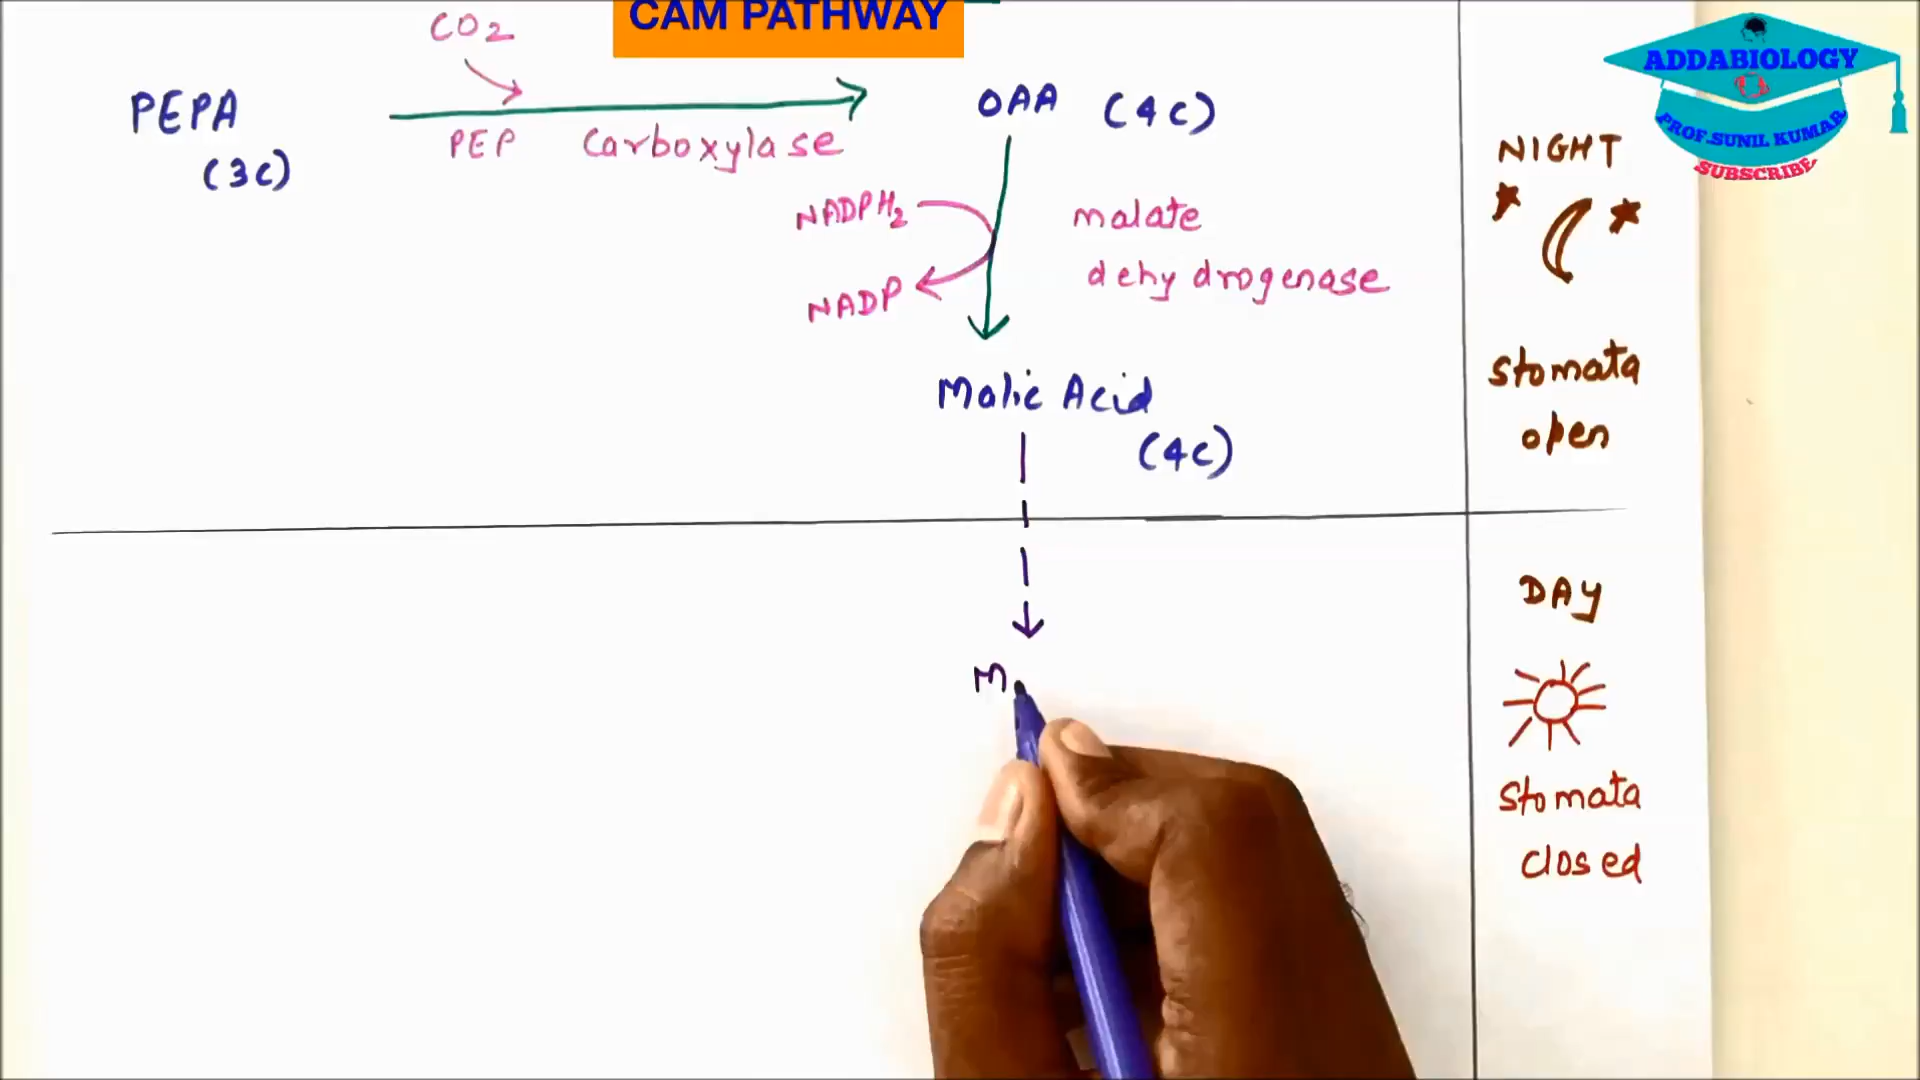 CAM PATHWAY
CO2
PEPA
(3C)
PEP Carboxylase
OAA (4C)
NADPH2
NADP
malate
dehydrogenase
Malic Acid
(4C)
M
NIGHT
Stomata
open
DAY
Stomata
closed
ADDABIOLOGY
PROF.SUNIL KUMAR
SUBSCRIBE